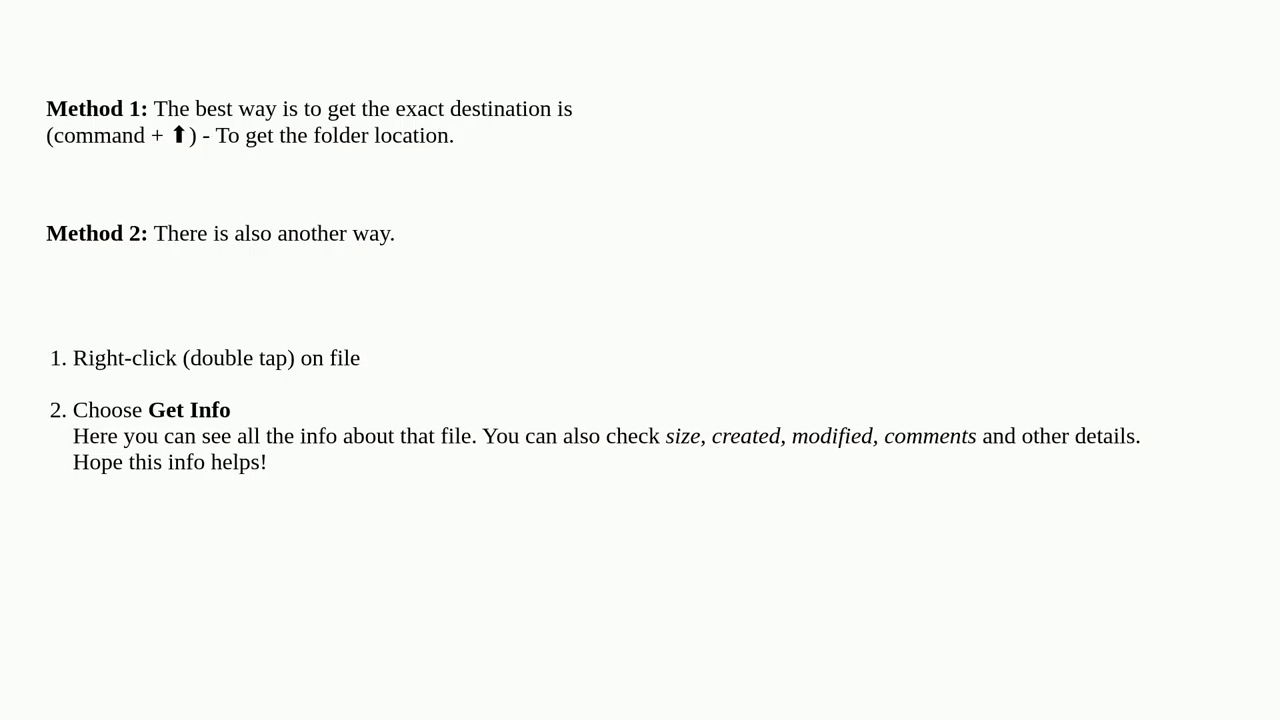 Method 1: The best way is to get the exact destination is
(command + ⬆) - To get the folder location.
Method 2: There is also another way.
1. Right-click (double tap) on file
2. Choose Get Info
Here you can see all the info about that file. You can also check size, created, modified, comments and other details.
Hope this info helps!